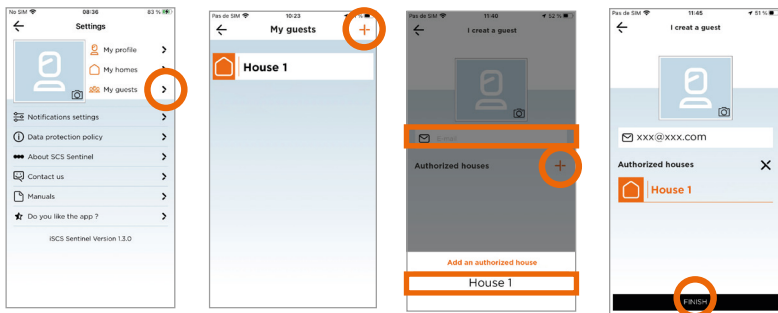 No SIM 08:36 83 %
Settings
My profile
My homes
My guests
Notifications settings
Data protection policy
About SCS Sentinel
Contact us
Manuals
Do you like the app ?
iSCS Sentinel Version 1.3.0
Pas de SIM 10:23 %
My guests
House 1
Pas de SIM 11:40 52 %
I creat a guest
E-mail
Authorized houses
Add an authorized house
House 1
Pas de SIM 11:45 51 %
I creat a guest
xxx@xxx.com
Authorized houses
House 1
FINISH